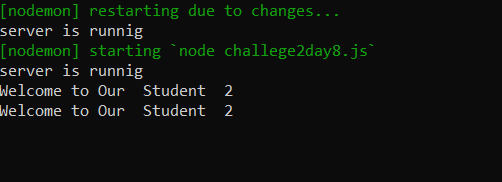 [nodemon] restarting due to changes...
server is runnig
[nodemon] starting `node challege2day8.js`
server is runnig
Welcome to Our  Student  2
Welcome to Our  Student  2